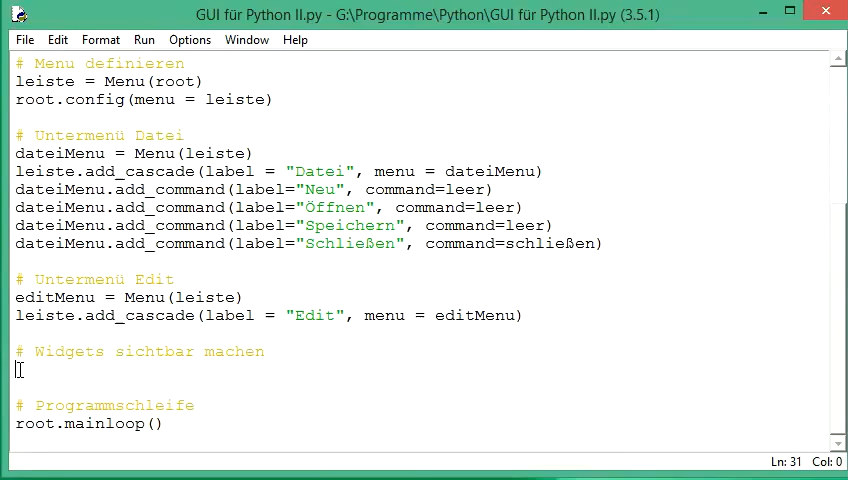 GUI für Python II.py - G:\Programme\Python\GUI für Python II.py (3.5.1)
File Edit Format Run Options Window Help
# Menu definieren
leiste = Menu(root)
root.config(menu = leiste)
# Untermenü Datei
dateiMenu = Menu(leiste)
leiste.add_cascade(label = "Datei", menu = dateiMenu)
dateiMenu.add_command(label="Neu", command=leer)
dateiMenu.add_command(label="Öffnen", command=leer)
dateiMenu.add_command(label="Speichern", command=leer)
dateiMenu.add_command(label="Schließen", command=schließen)
# Untermenü Edit
editMenu = Menu(leiste)
leiste.add_cascade(label = "Edit", menu = editMenu)
# Widgets sichtbar machen
# Programmschleife
root.mainloop()
Ln: 31 Col: 0